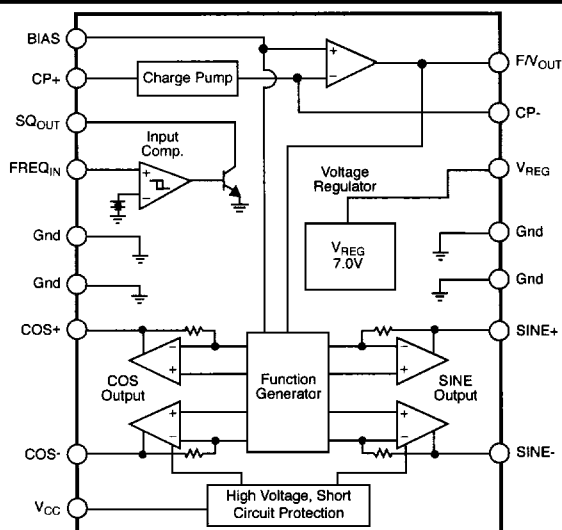 BIAS
F/VOUT
CP+
Charge Pump
+
−
CP-
SQOUT
Input
Comp.
FREQIN
+
−
Voltage
Regulator
VREG
VREG
7.0V
Gnd
Gnd
Gnd
Gnd
COS+
SINE+
−
+
−
+
COS
Output
Function
Generator
SINE
Output
+
−
+
−
COS-
SINE-
VCC
High Voltage, Short
Circuit Protection